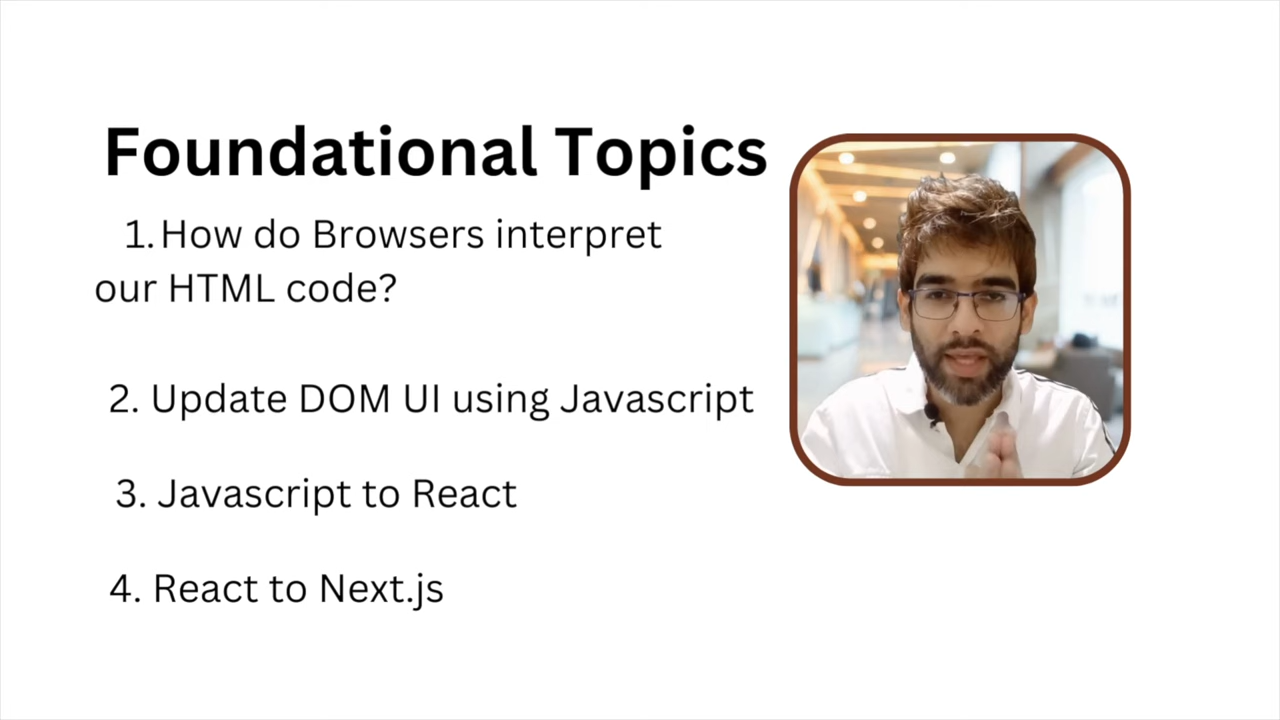 Foundational Topics
1. How do Browsers interpret
our HTML code?
2. Update DOM UI using Javascript
3. Javascript to React
4. React to Next.js